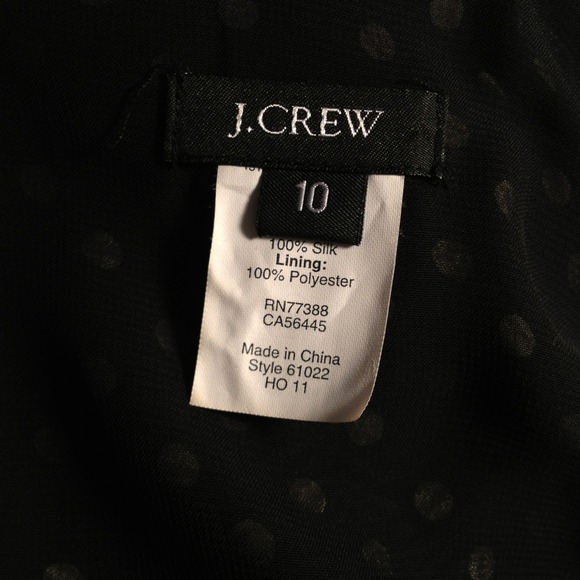 J.CREW
10
100% Silk
Lining:
100% Polyester
RN77388
CA56445
Made in China
Style 61022
HO 11